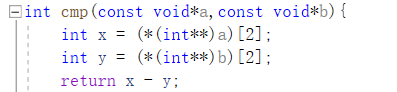 int cmp(const void*a,const void*b){
int x = (*(int**)a)[2];
int y = (*(int**)b)[2];
return x - y;